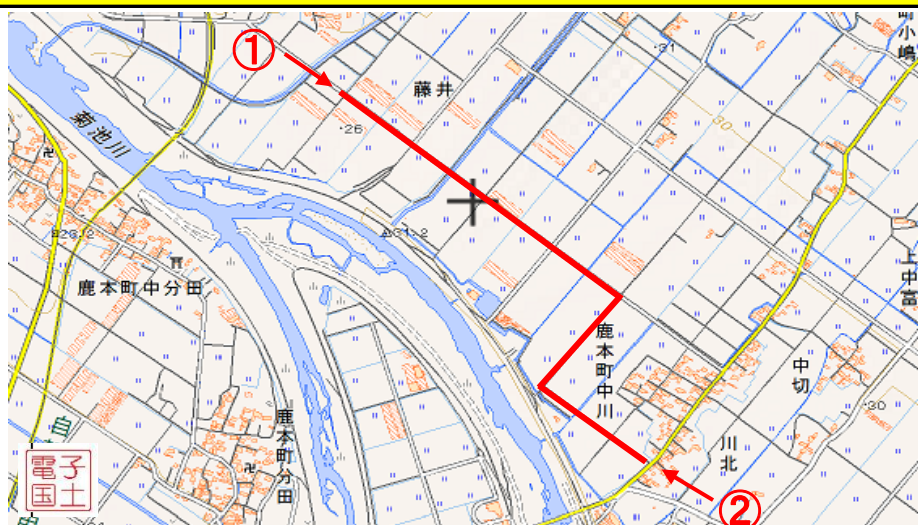 ①
藤井
・26
・31
・30
小嶋
菊池川
△31.2
鹿本町中分田
上中富
鹿本町中川
中切
・30
川北
鹿本町分田
自
電子国土
②